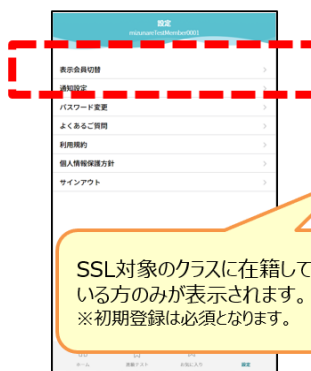 設定
mizunaretestMember0001
表示会員切替
通知設定
パスワード変更
よくあるご質問
利用規約
個人情報保護方針
サインアウト
SSL対象のクラスに在籍して
いる方のみが表示されます。
※初期登録は必須となります。
ホーム
お気に入り
設定